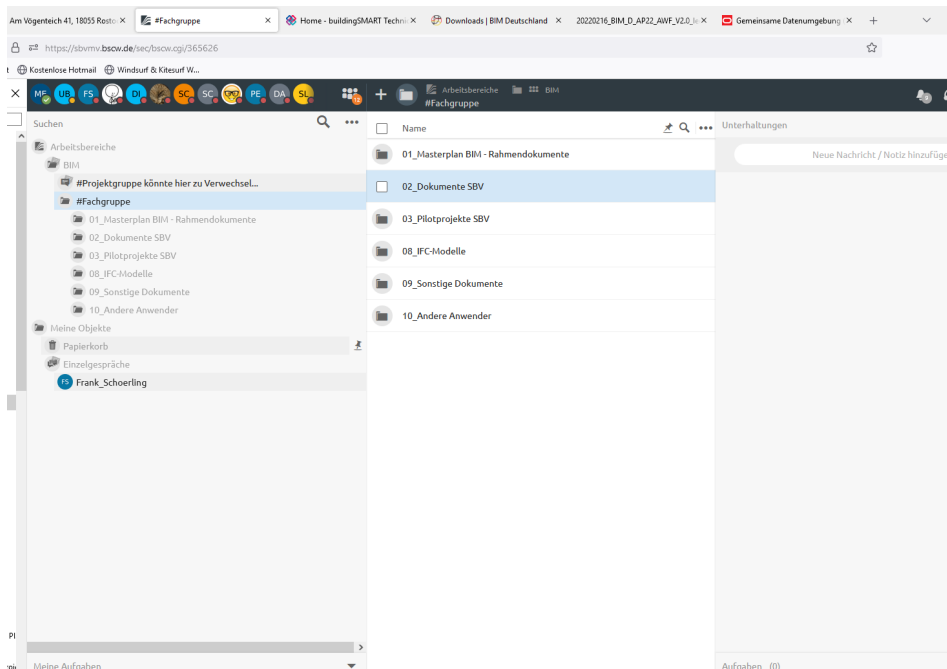 Am Vögenteich 41, 18055 Rosto
#Fachgruppe
Home - buildingSMART Techni
Downloads | BIM Deutschland
20220216_BIM_D_AP22_AWF_V2.0_
Gemeinsame Datenumgebung
https://sbvmv.bscw.de/sec/bscw.cgi/365626
Kostenlose Hotmail
Windsurf & Kitesurf W...
ME UB FS DI SC SC PE DA SL
Arbeitsbereiche BIM
#Fachgruppe
Suchen
Arbeitsbereiche
BIM
#Projektgruppe könnte hier zu Verwechsel...
#Fachgruppe
01_Masterplan BIM - Rahmendokumente
02_Dokumente SBV
03_Pilotprojekte SBV
08_IFC-Modelle
09_Sonstige Dokumente
10_Andere Anwender
Meine Objekte
Papierkorb
Einzelgespräche
FS Frank_Schoerling
Meine Aufgaben
Name
01_Masterplan BIM - Rahmendokumente
02_Dokumente SBV
03_Pilotprojekte SBV
08_IFC-Modelle
09_Sonstige Dokumente
10_Andere Anwender
Unterhaltungen
Neue Nachricht / Notiz hinzufüge
Aufgaben (0)
Pl